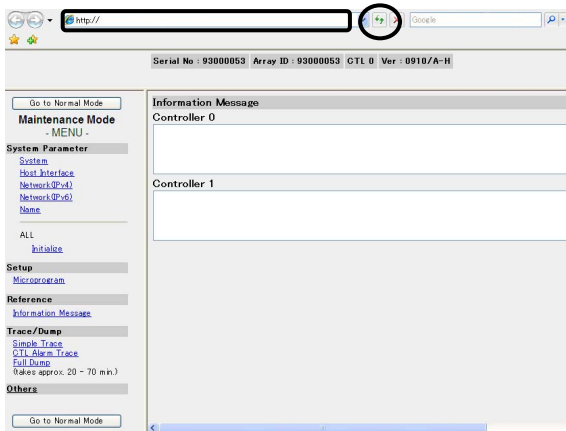 http://
Google
Serial No : 93000053 Array ID : 93000053 CTL 0 Ver : 0910/A-H
Go to Normal Mode
Maintenance Mode
- MENU -
System Parameter
System
Host Interface
Network(IPv4)
Network(IPv6)
Name
ALL
Initialize
Setup
Microprogram
Reference
Information Message
Trace/Dump
Simple Trace
CTL Alarm Trace
Full Dump
(takes approx. 20 - 70 min.)
Others
Go to Normal Mode
Information Message
Controller 0
Controller 1